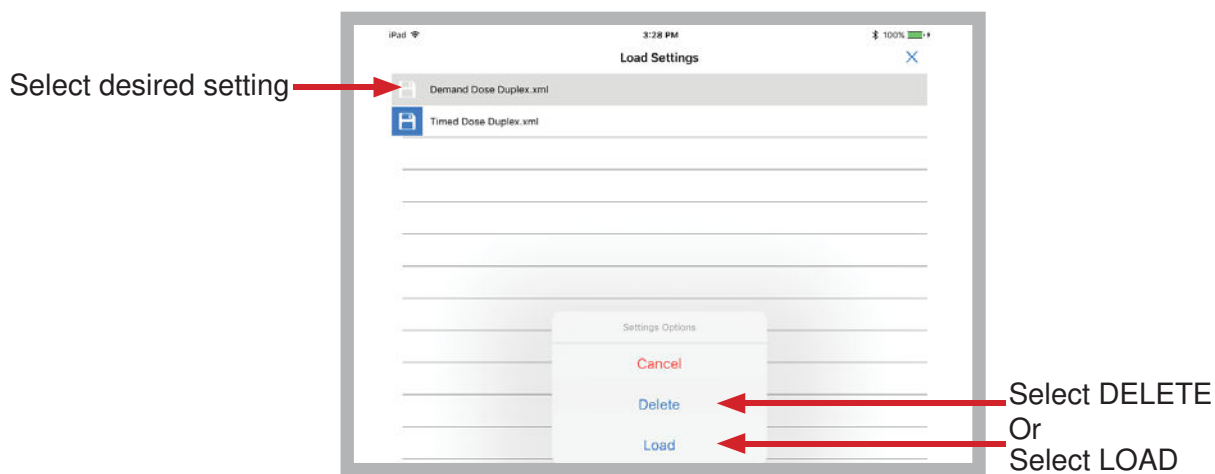 iPad
3:28 PM
100%
Load Settings
Select desired setting
Demand Dose Duplex.xml
Timed Dose Duplex.xml
Settings Options
Cancel
Delete
Load
Select DELETE
Or
Select LOAD